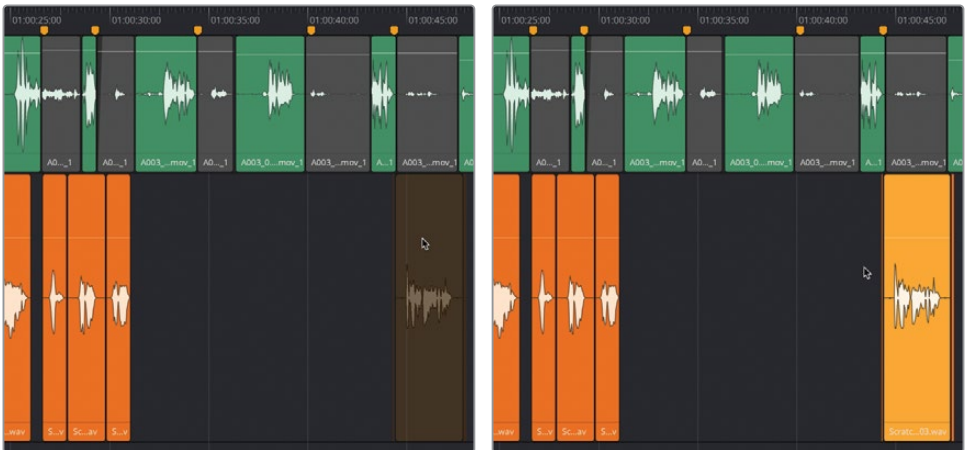 01:00:25:00 01:00:30:00 01:00:35:00 01:00:40:00 01:00:45:00
A0..._1 A0..._1 A003_...mov_1 A0..._1 A003_0....mov_1 A003_...mov_1 A...1 A003_...mov_1 A0
...wav S...v Sc...av S...v
01:00:25:00 01:00:30:00 01:00:35:00 01:00:40:00 01:00:45:00
A0..._1 A0..._1 A003_...mov_1 A0..._1 A003_0....mov_1 A003_...mov_1 A...1 A003_...mov_1 A0
...wav S...v Sc...av S...v Scratc...03.wav